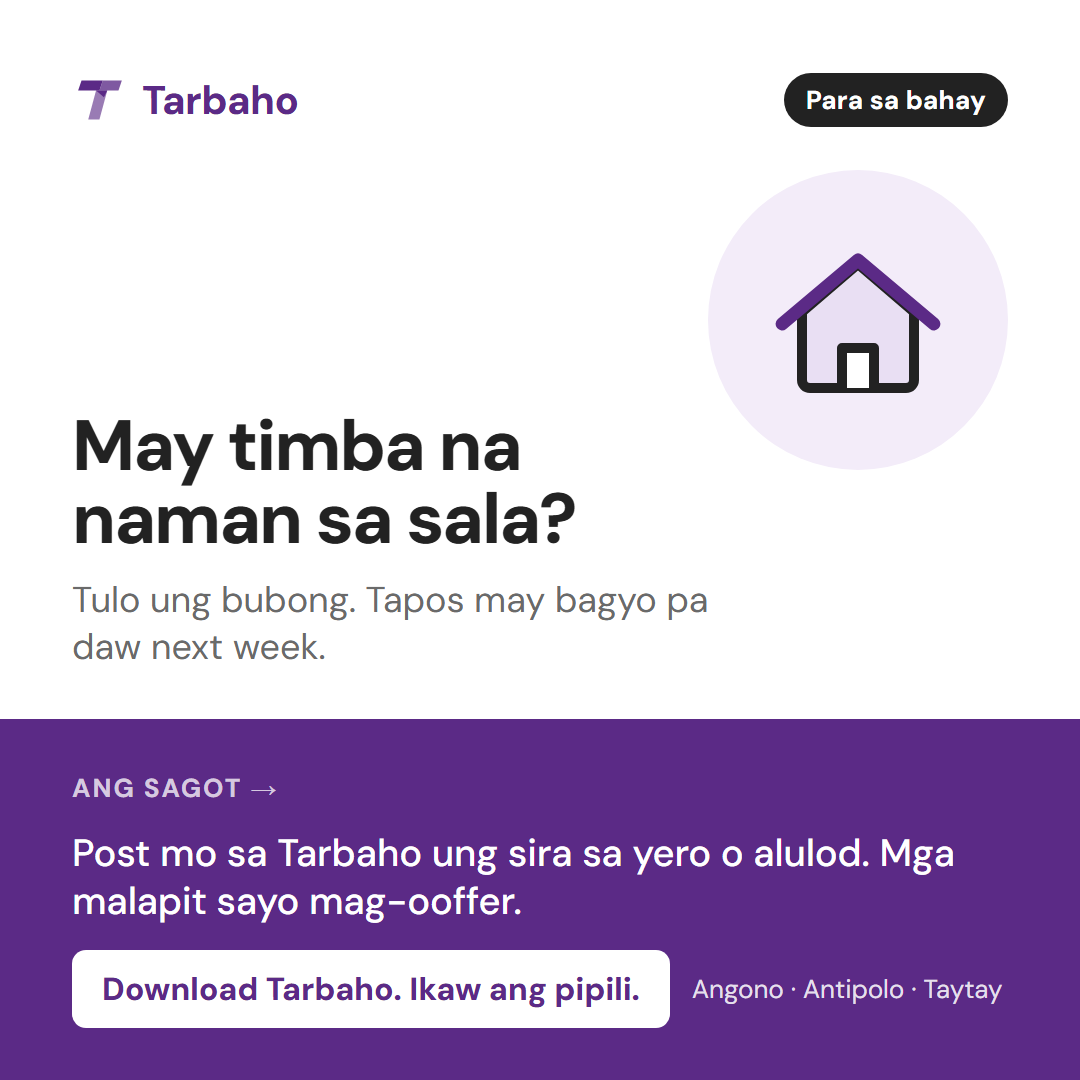 Tarbaho
Para sa bahay
May timba na
naman sa sala?
Tulo ung bubong. Tapos may bagyo pa
daw next week.
ANG SAGOT →
Post mo sa Tarbaho ung sira sa yero o alulod. Mga
malapit sayo mag-ooffer.
Download Tarbaho. Ikaw ang pipili.
Angono · Antipolo · Taytay